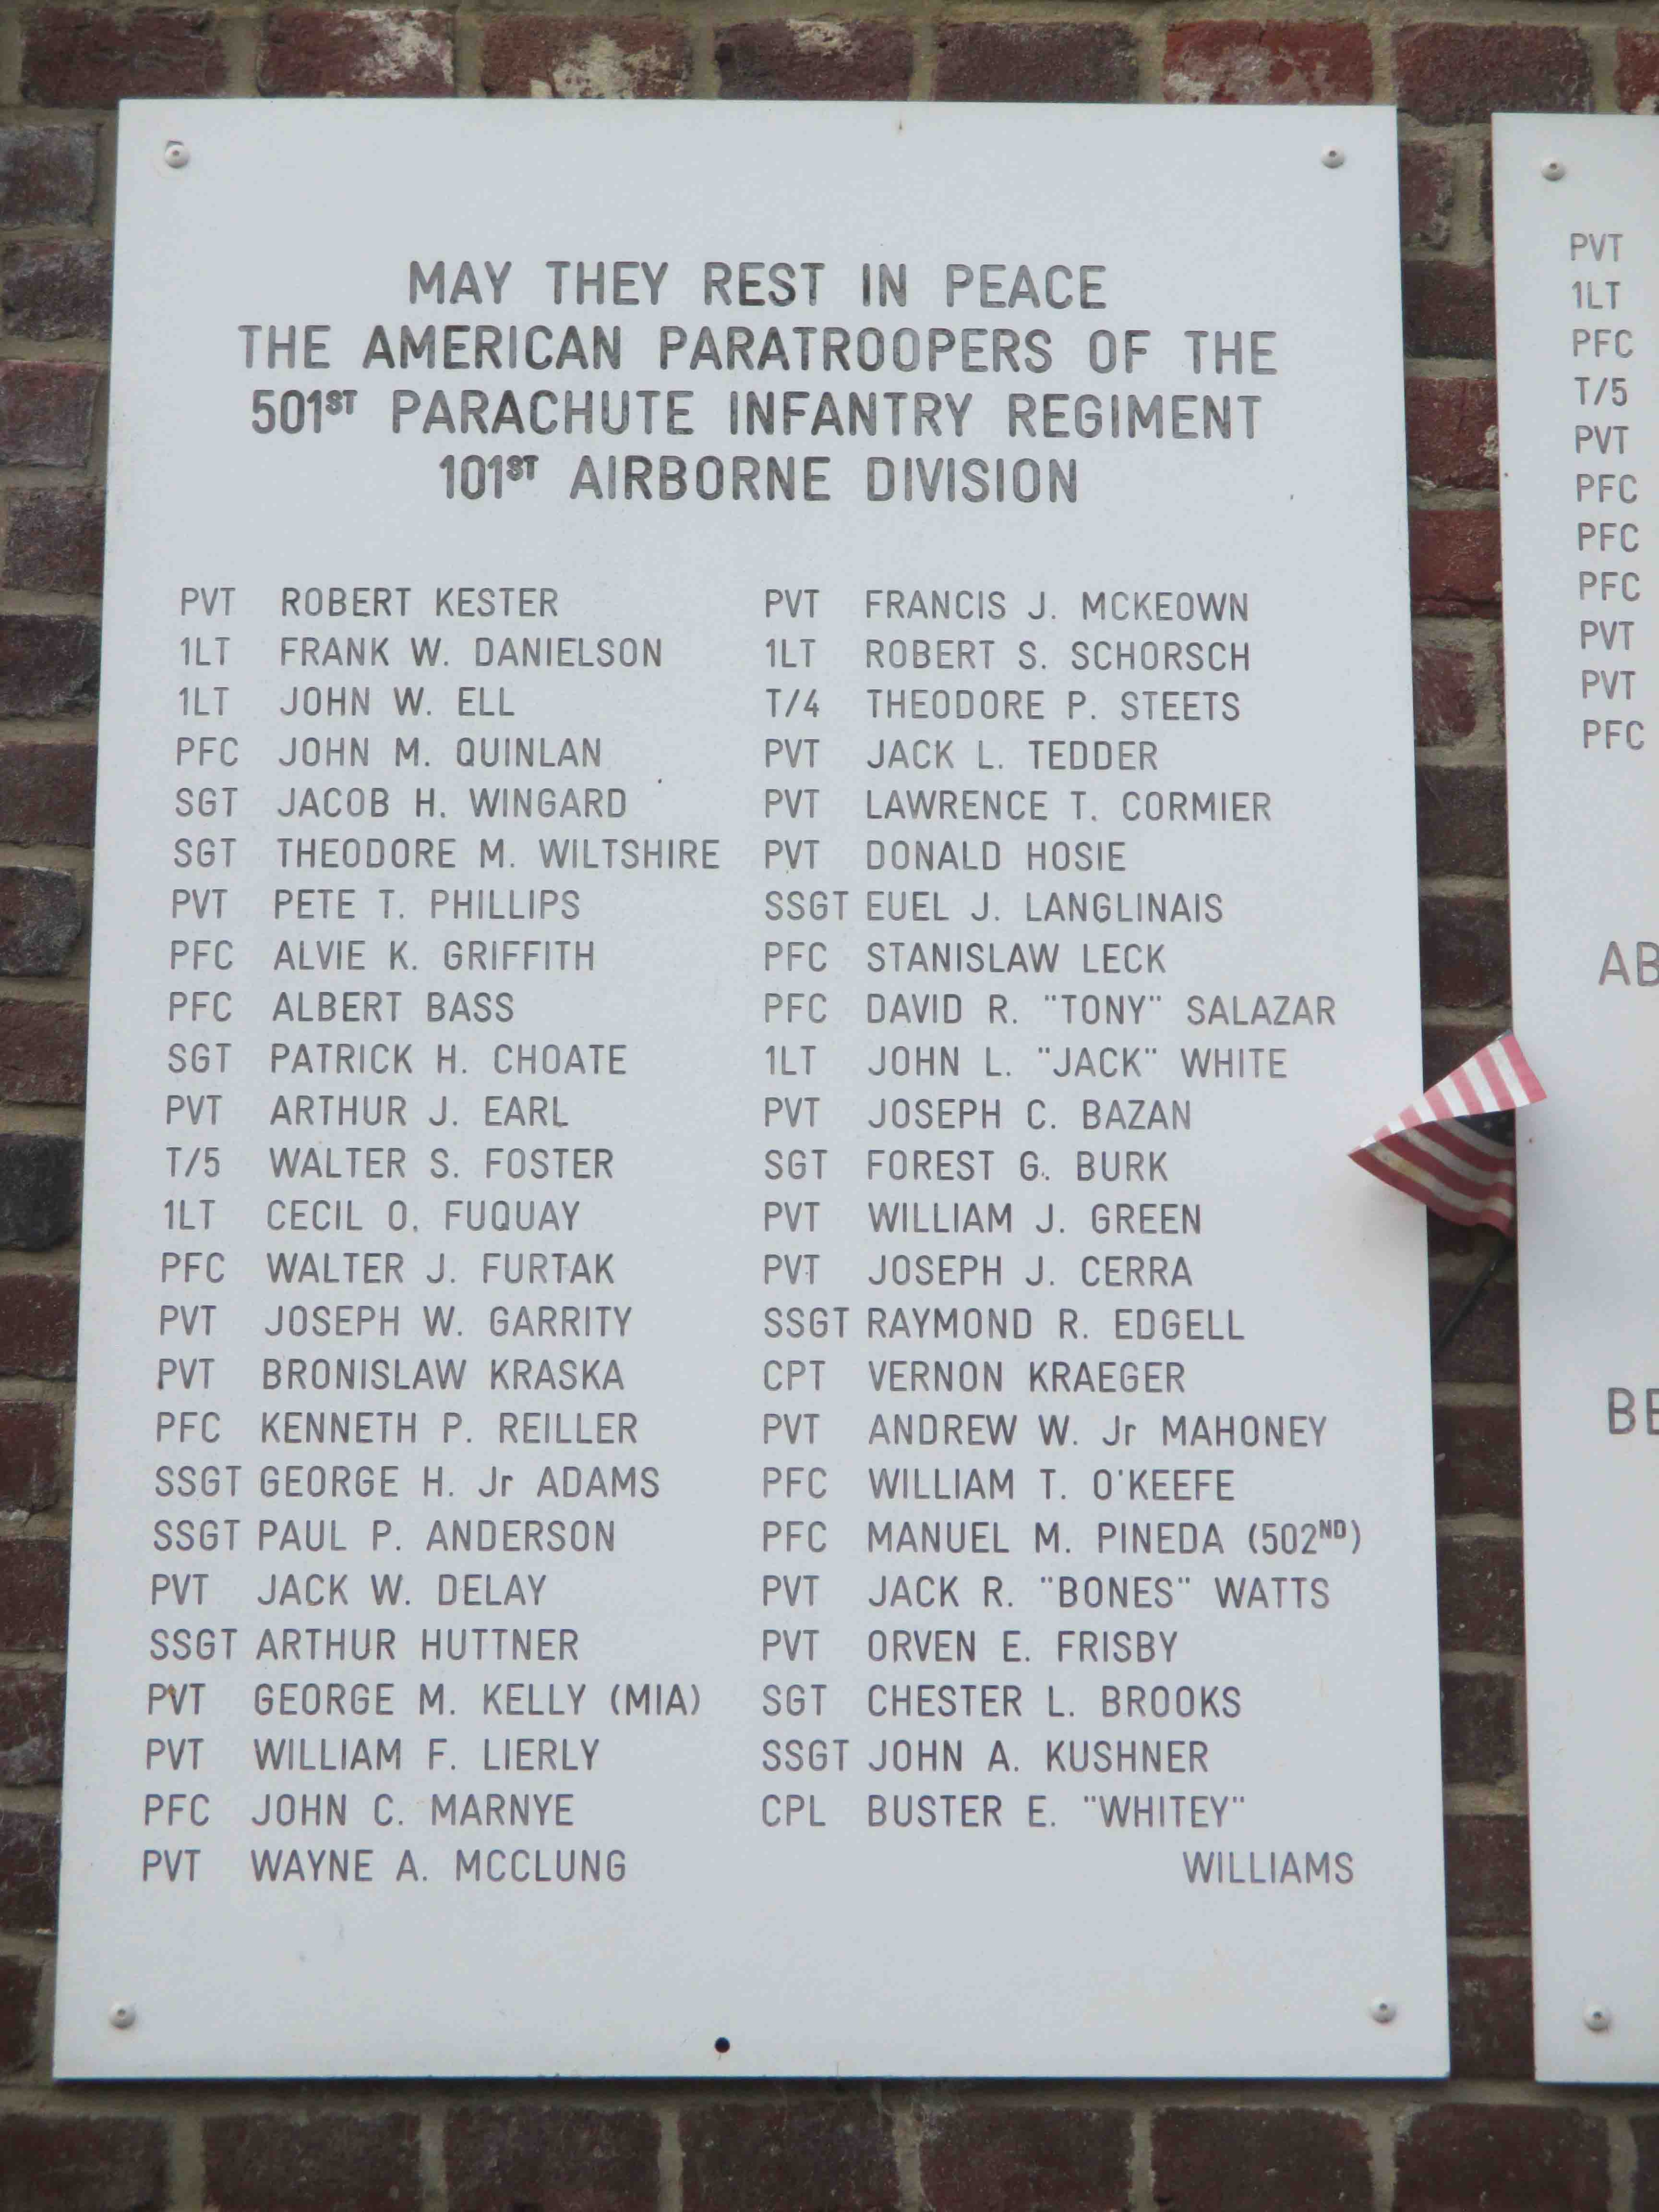 MAY THEY REST IN PEACE
THE AMERICAN PARATROOPERS OF THE
501ST PARACHUTE INFANTRY REGIMENT
101ST AIRBORNE DIVISION
PVT ROBERT KESTER
1LT FRANK W. DANIELSON
1LT JOHN W. ELL
PFC JOHN M. QUINLAN
SGT JACOB H. WINGARD
SGT THEODORE M. WILTSHIRE
PVT PETE T. PHILLIPS
PFC ALVIE K. GRIFFITH
PFC ALBERT BASS
SGT PATRICK H. CHOATE
PVT ARTHUR J. EARL
T/5 WALTER S. FOSTER
1LT CECIL O. FUQUAY
PFC WALTER J. FURTAK
PVT JOSEPH W. GARRITY
PVT BRONISLAW KRASKA
PFC KENNETH P. REILLER
SSGT GEORGE H. Jr ADAMS
SSGT PAUL P. ANDERSON
PVT JACK W. DELAY
SSGT ARTHUR HUTTNER
PVT GEORGE M. KELLY (MIA)
PVT WILLIAM F. LIERLY
PFC JOHN C. MARNYE
PVT WAYNE A. MCCLUNG
PVT FRANCIS J. MCKEOWN
1LT ROBERT S. SCHORSCH
T/4 THEODORE P. STEETS
PVT JACK L. TEDDER
PVT LAWRENCE T. CORMIER
PVT DONALD HOSIE
SSGT EUEL J. LANGLINAIS
PFC STANISLAW LECK
PFC DAVID R. "TONY" SALAZAR
1LT JOHN L. "JACK" WHITE
PVT JOSEPH C. BAZAN
SGT FOREST G. BURK
PVT WILLIAM J. GREEN
PVT JOSEPH J. CERRA
SSGT RAYMOND R. EDGELL
CPT VERNON KRAEGER
PVT ANDREW W. Jr MAHONEY
PFC WILLIAM T. O'KEEFE
PFC MANUEL M. PINEDA (502ND)
PVT JACK R. "BONES" WATTS
PVT ORVEN E. FRISBY
SGT CHESTER L. BROOKS
SSGT JOHN A. KUSHNER
CPL BUSTER E. "WHITEY"
WILLIAMS
PVT
1LT
PFC
T/5
PVT
PFC
PFC
PFC
PVT
PVT
PFC